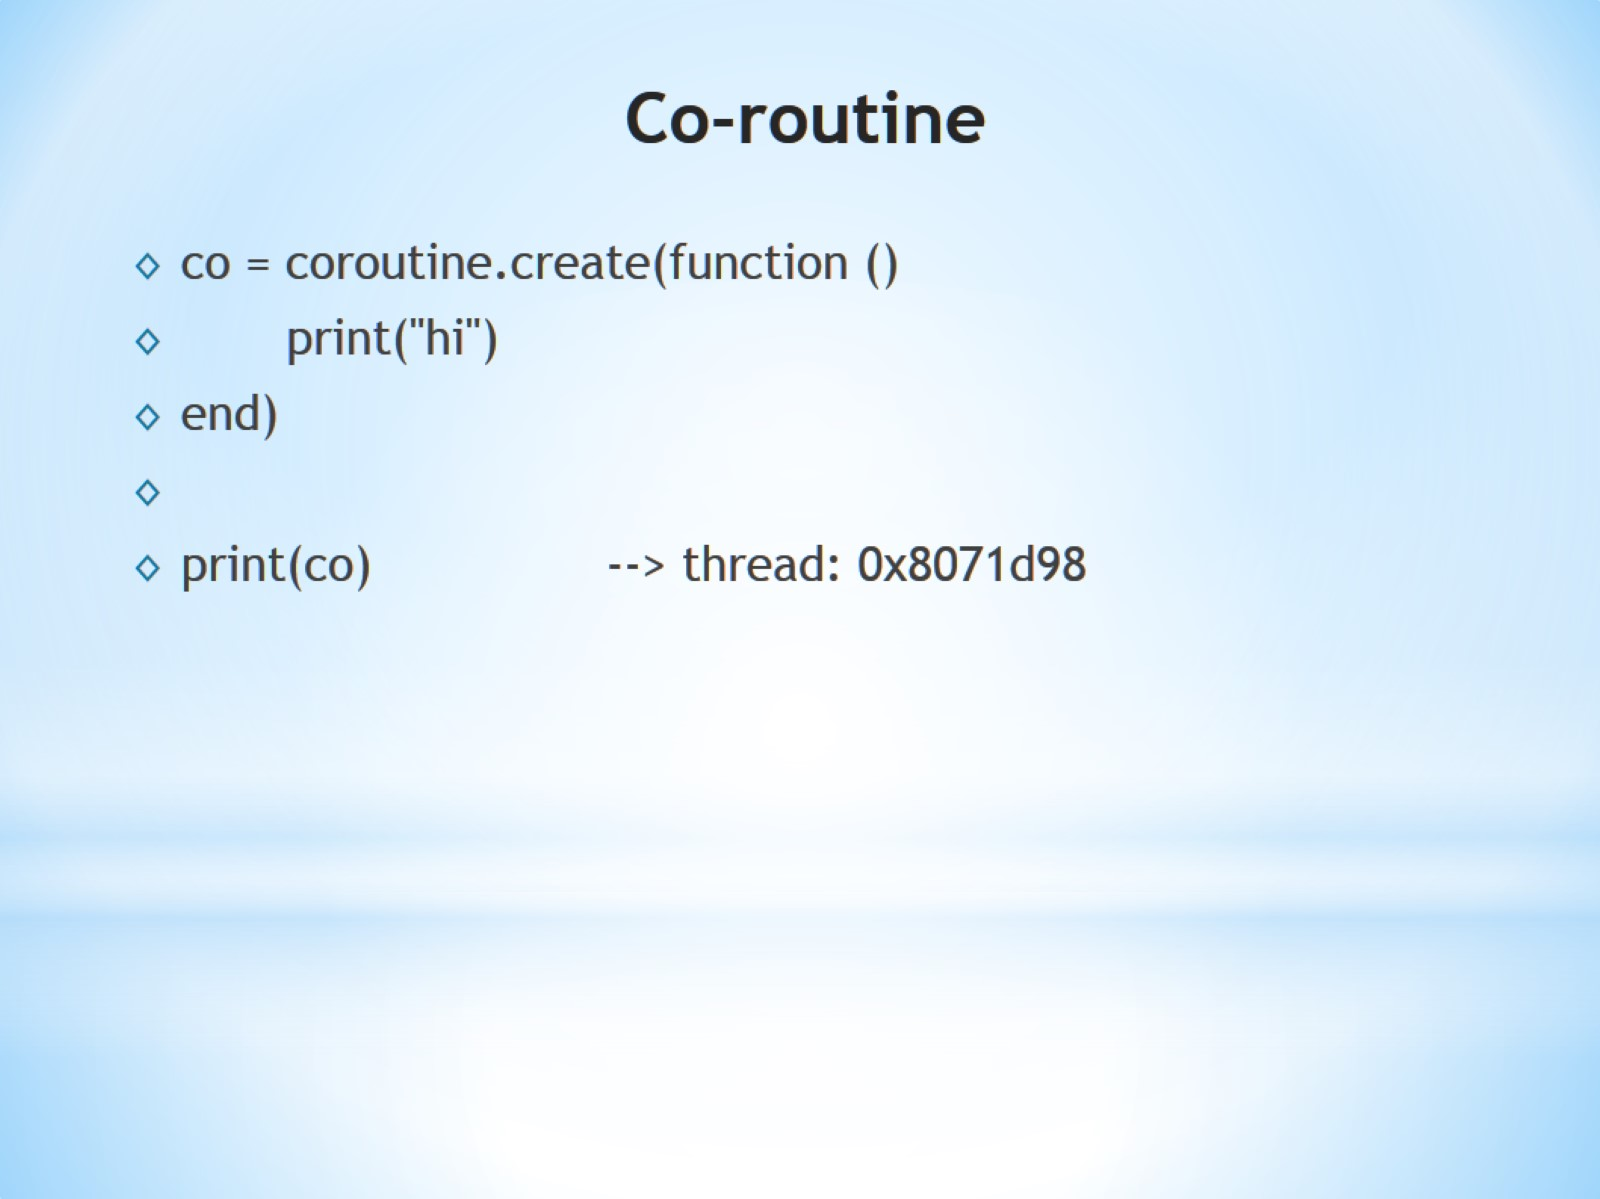 Co-routine
◇ co = coroutine.create(function ()
◇ print("hi")
◇ end)
◇
◇ print(co) --> thread: 0x8071d98